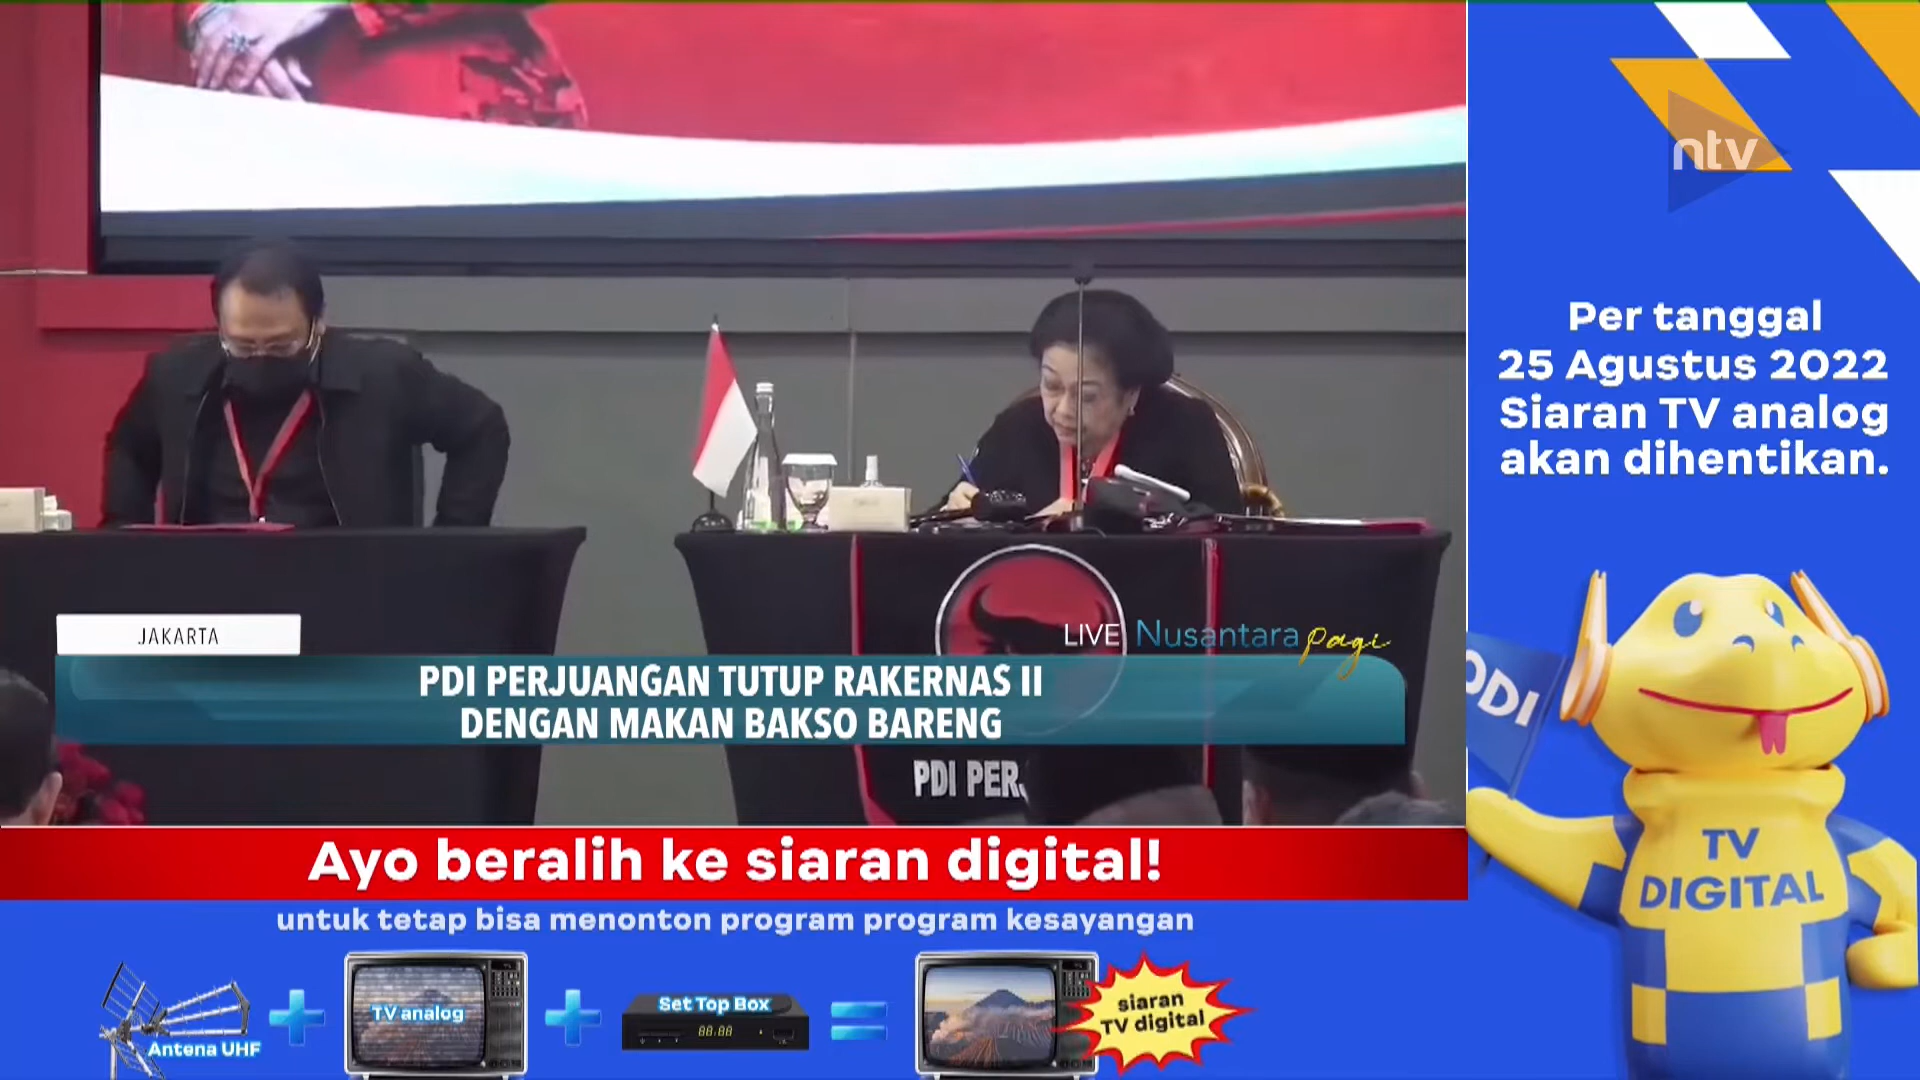 ntv
Per tanggal
25 Agustus 2022
Siaran TV analog
akan dihentikan.
JAKARTA
LIVE Nusantara pagi
PDI PERJUANGAN TUTUP RAKERNAS II
DENGAN MAKAN BAKSO BARENG
PDI PER
ODI
TV
DIGITAL
Ayo beralih ke siaran digital!
untuk tetap bisa menonton program program kesayangan
Antena UHF
TV analog
Set Top Box
88:88
siaran
TV digital